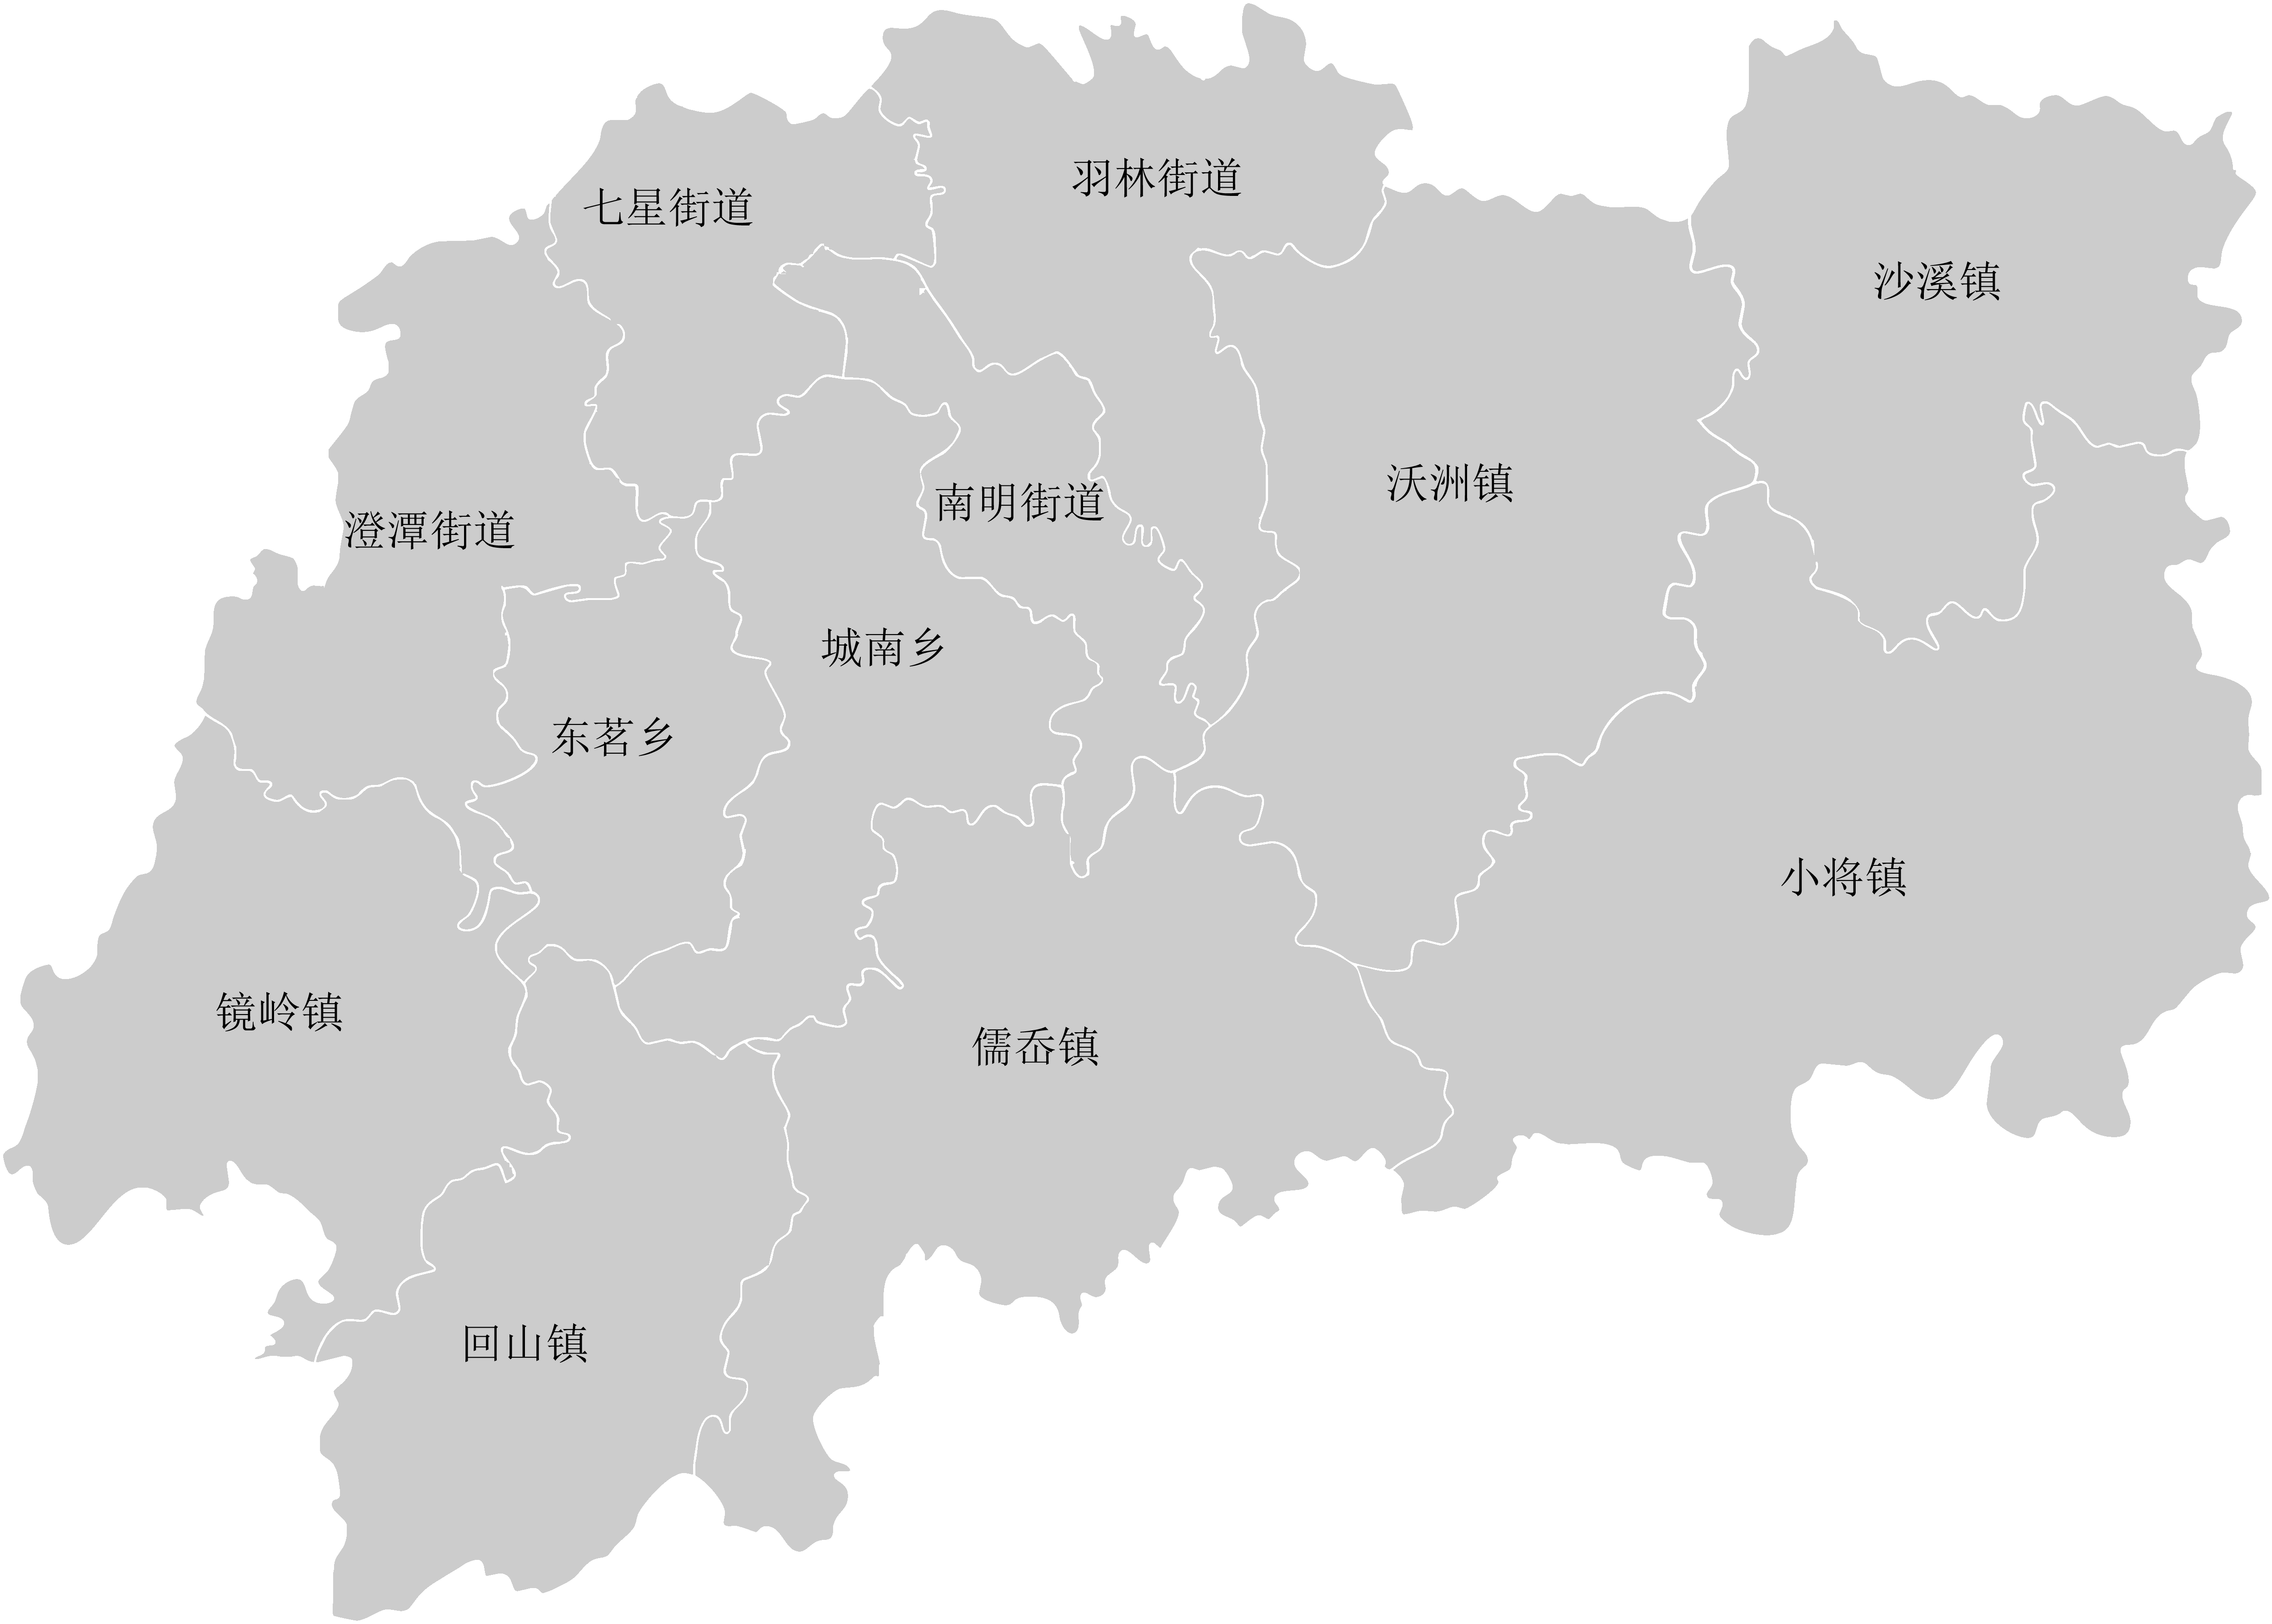 羽林街道
七星街道
沙溪镇
沃洲镇
南明街道
澄潭街道
城南乡
东茗乡
小将镇
镜岭镇
儒岙镇
回山镇